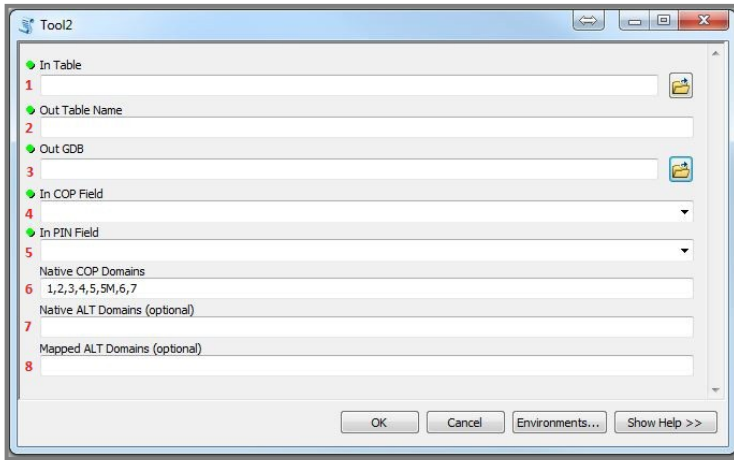 Tool2
In Table
1
Out Table Name
2
Out GDB
3
In COP Field
4
In PIN Field
5
Native COP Domains
6 1,2,3,4,5,5M,6,7
Native ALT Domains (optional)
7
Mapped ALT Domains (optional)
8
OK Cancel Environments... Show Help >>